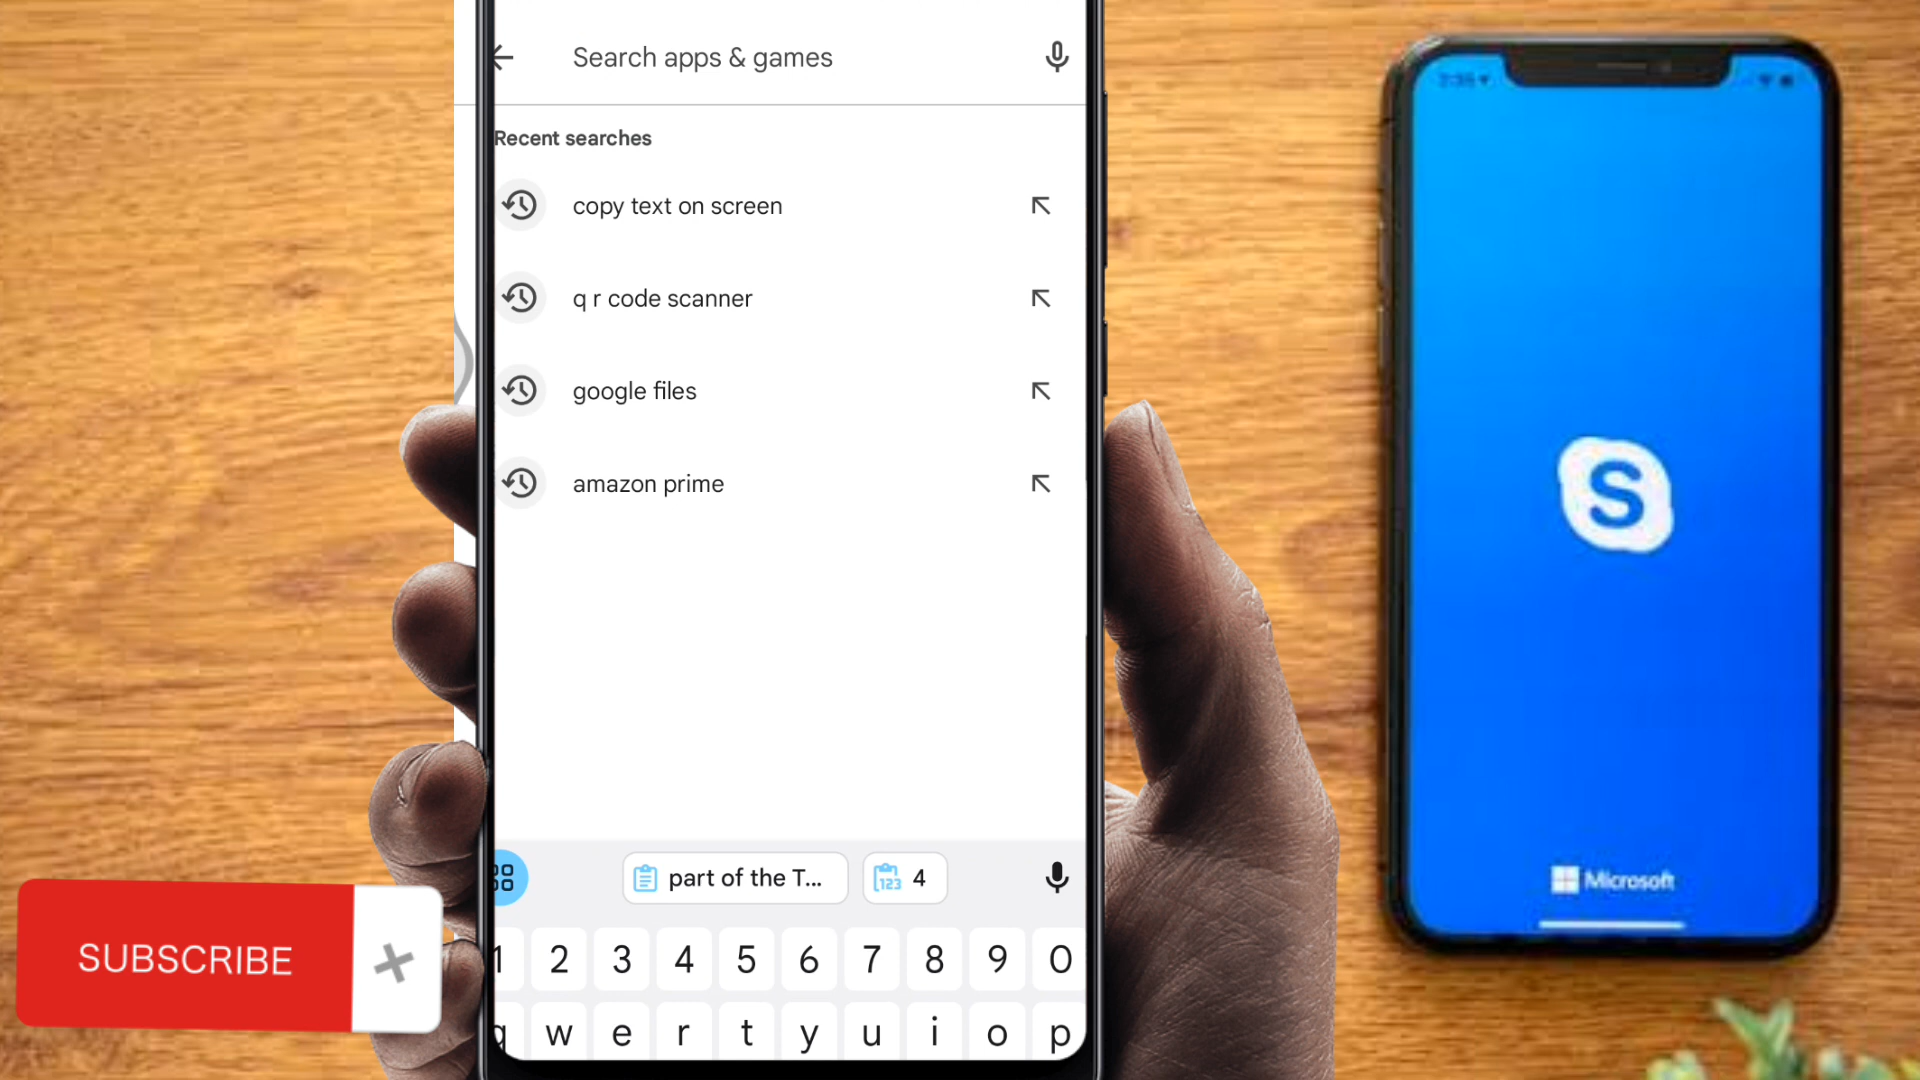 Search apps & games
Recent searches
copy text on screen
q r code scanner
google files
amazon prime
part of the T...
123 4
1 2 3 4 5 6 7 8 9 0
q w e r t y u i o p
SUBSCRIBE
S
Microsoft